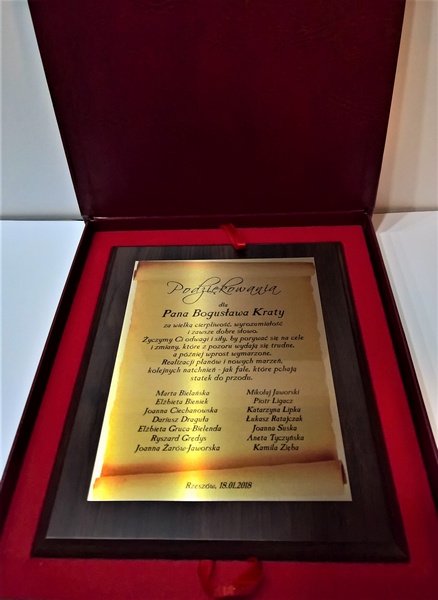 Podziękowania
dla
Pana Bogusława Kraty
za wielką cierpliwość, wyrozumiałość
i zawsze dobre słowo.
Życzymy Ci odwagi i siły, by porywać się na cele
i zmiany, które z pozoru wydają się trudne,
a później wprost wymarzone.
Realizacji planów i nowych marzeń,
kolejnych natchnień - jak fale, które pchają
statek do przodu.
Marta Bielańska
Elżbieta Bieniek
Joanna Ciechanowska
Dariusz Draguła
Elżbieta Gruca-Bielenda
Ryszard Gredys
Joanna Żarów-Jaworska
Mikołaj Jaworski
Piotr Ligacz
Katarzyna Lipka
Łukasz Ratajczak
Joanna Suska
Aneta Tyczyńska
Kamila Zięba
Rzeszów, 18.01.2018